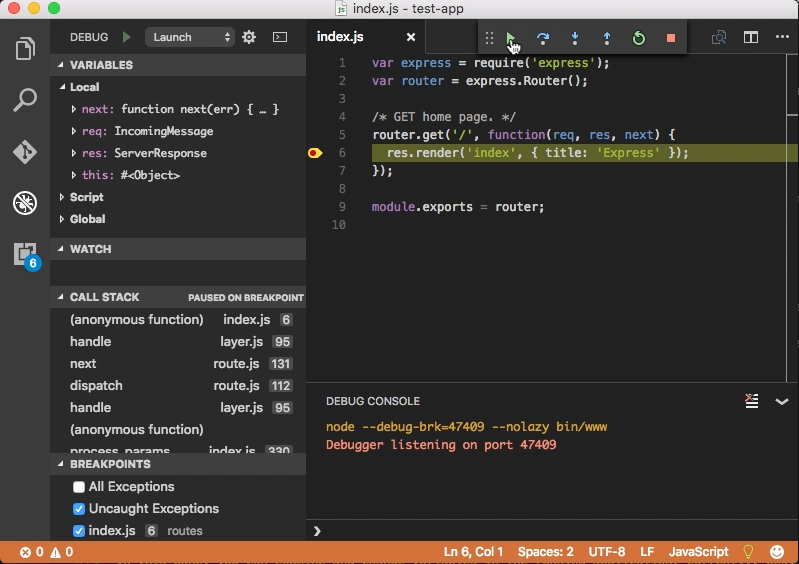 index.js - test-app
DEBUG Launch
VARIABLES
Local
next: function next(err) { … }
req: IncomingMessage
res: ServerResponse
this: #<Object>
Script
Global
WATCH
CALL STACK PAUSED ON BREAKPOINT
(anonymous function) index.js 6
handle layer.js 95
next route.js 131
dispatch route.js 112
handle layer.js 95
(anonymous function)
process_params index.js 330
BREAKPOINTS
All Exceptions
Uncaught Exceptions
index.js 6 routes
6
index.js
1 var express = require('express');
2 var router = express.Router();
3
4 /* GET home page. */
5 router.get('/', function(req, res, next) {
6 res.render('index', { title: 'Express' });
7 });
8
9 module.exports = router;
10
DEBUG CONSOLE
node --debug-brk=47409 --nolazy bin/www
Debugger listening on port 47409
0 0 Ln 6, Col 1 Spaces: 2 UTF-8 LF JavaScript